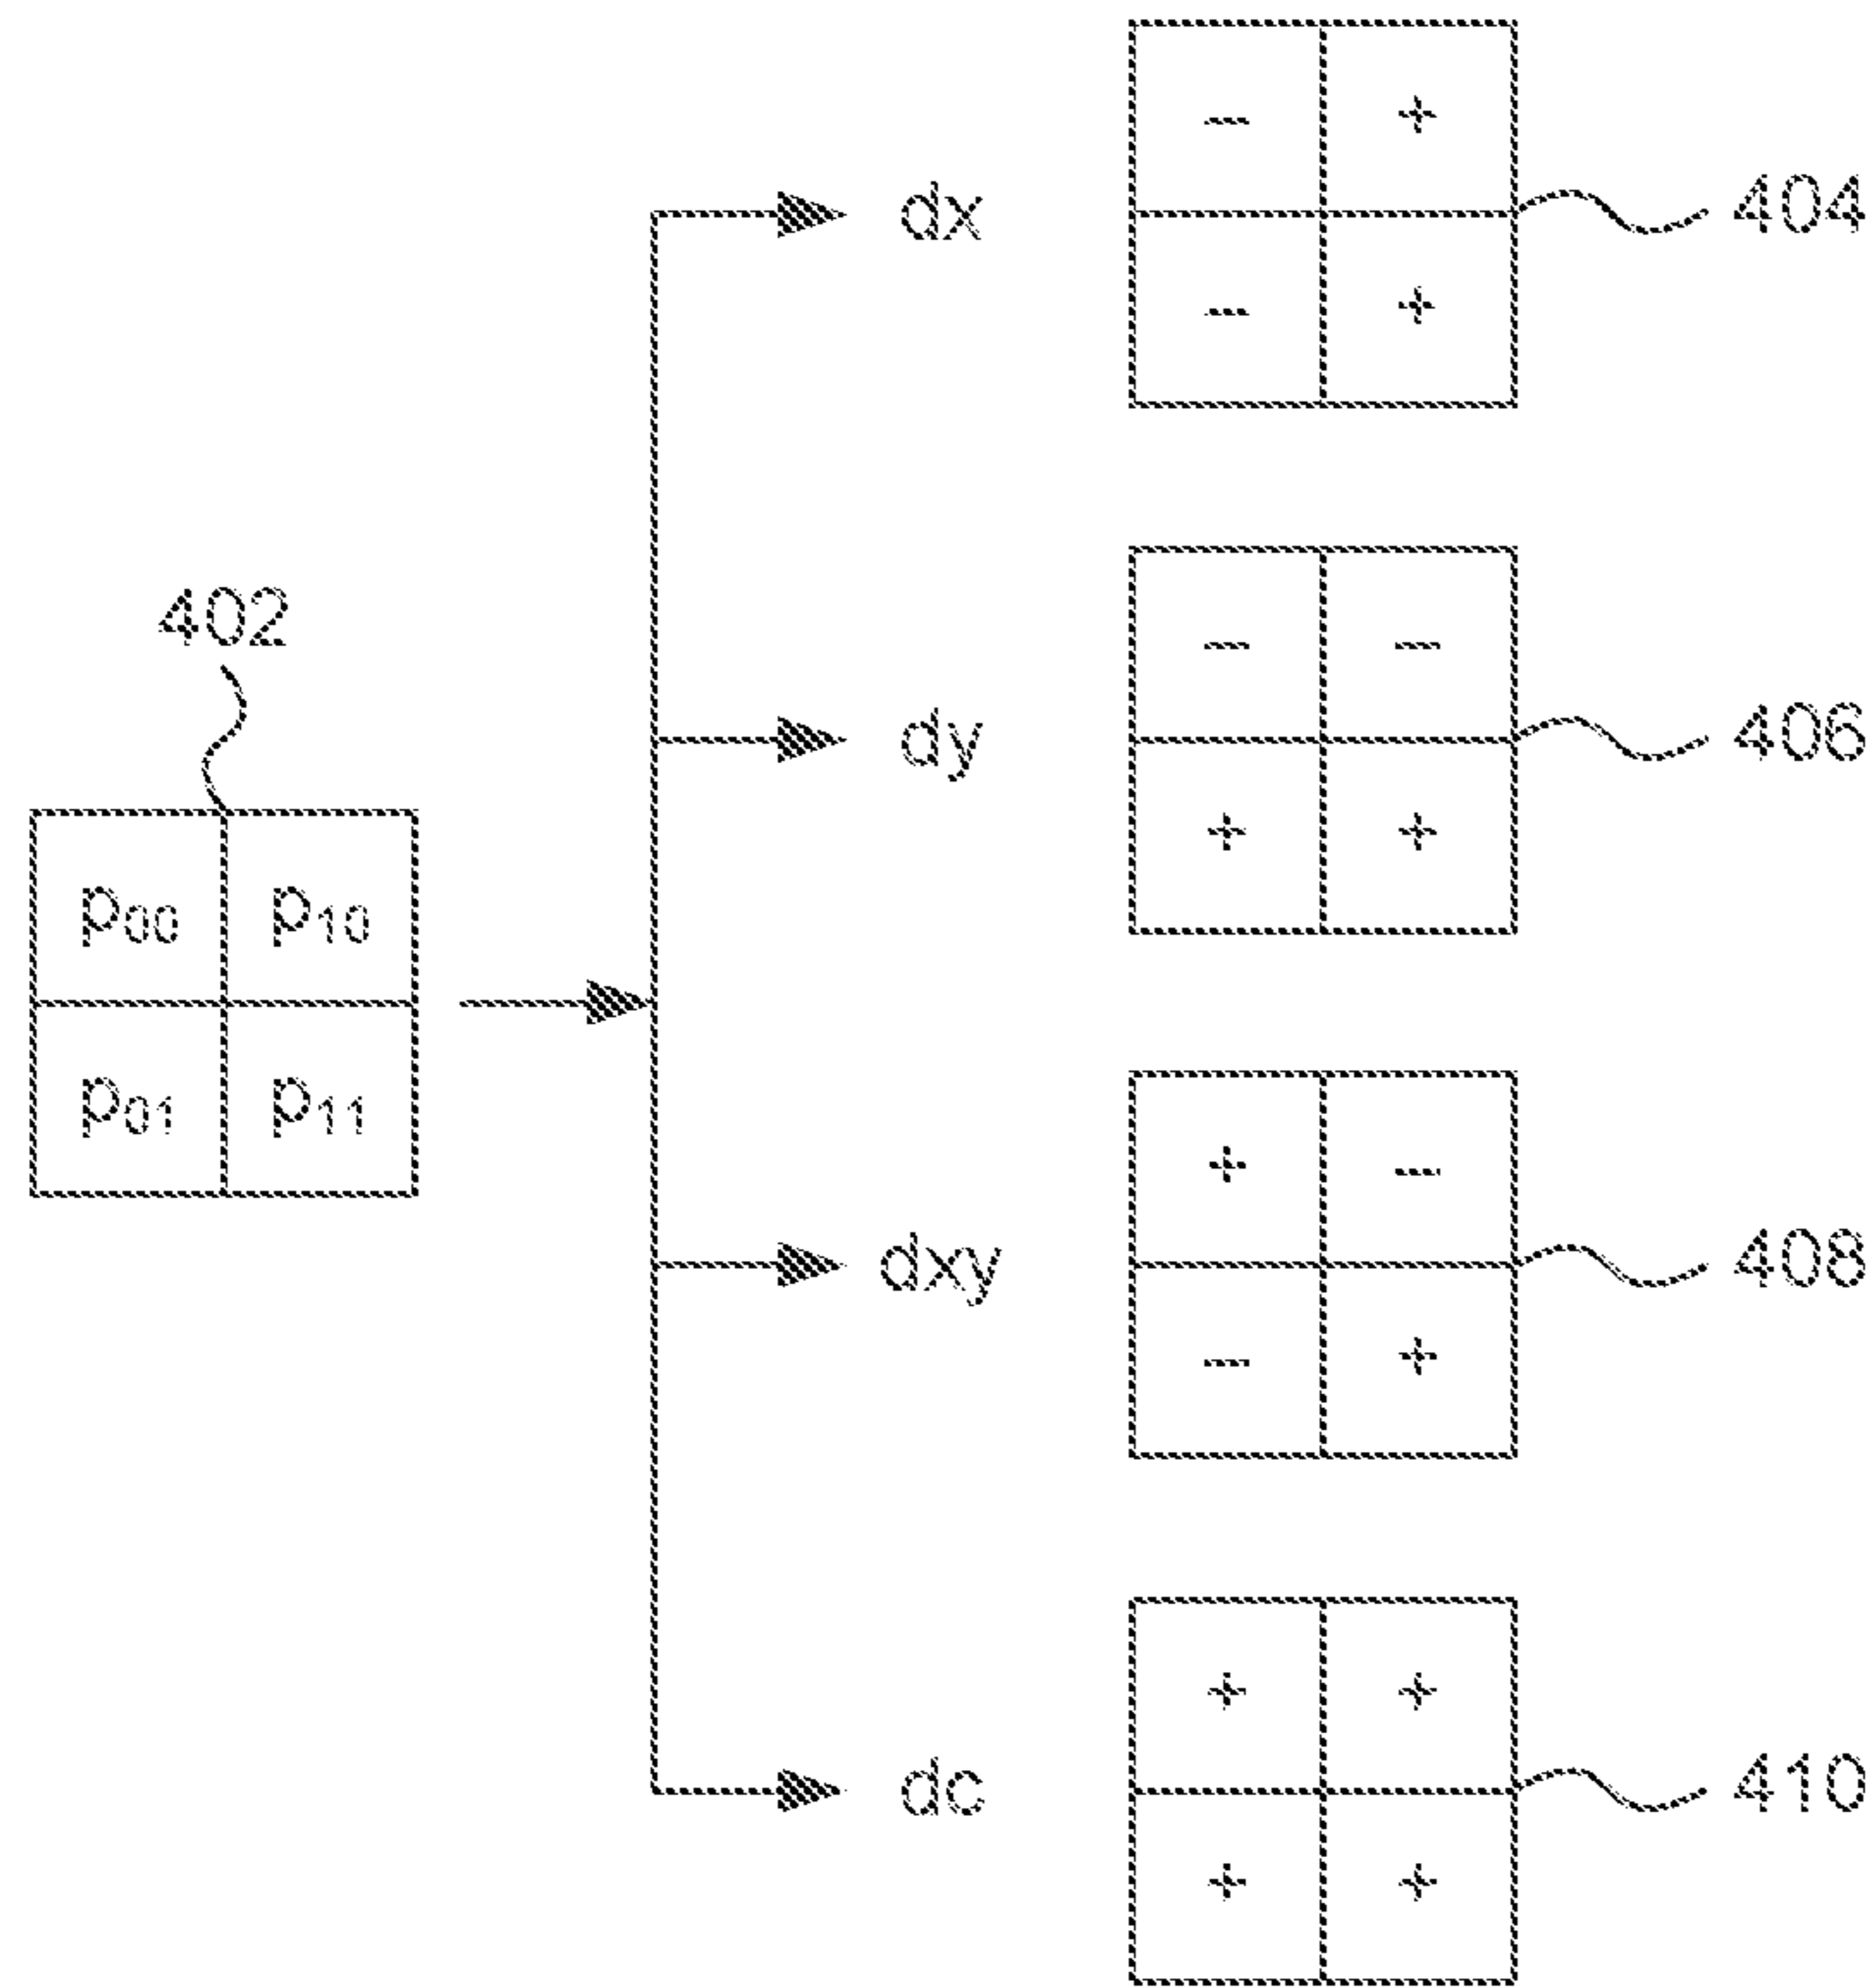 − +
dx 404
− +
402
− −
dy 406
+ +
p00 p10
p01 p11
+ −
dxy 408
− +
+ +
dc 410
+ +